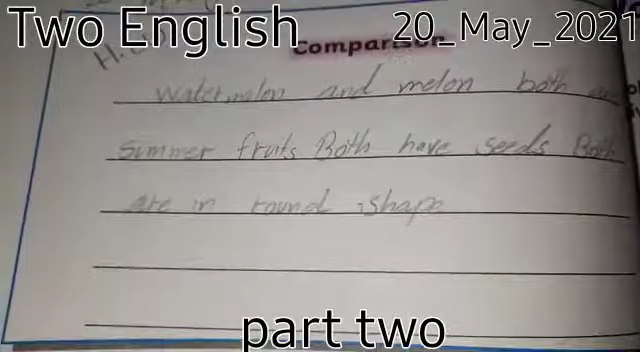 Two English 20_May_2021
Comparison
watermelon and melon both are
Summer fruits Both have seeds Both
are in round shape
part two